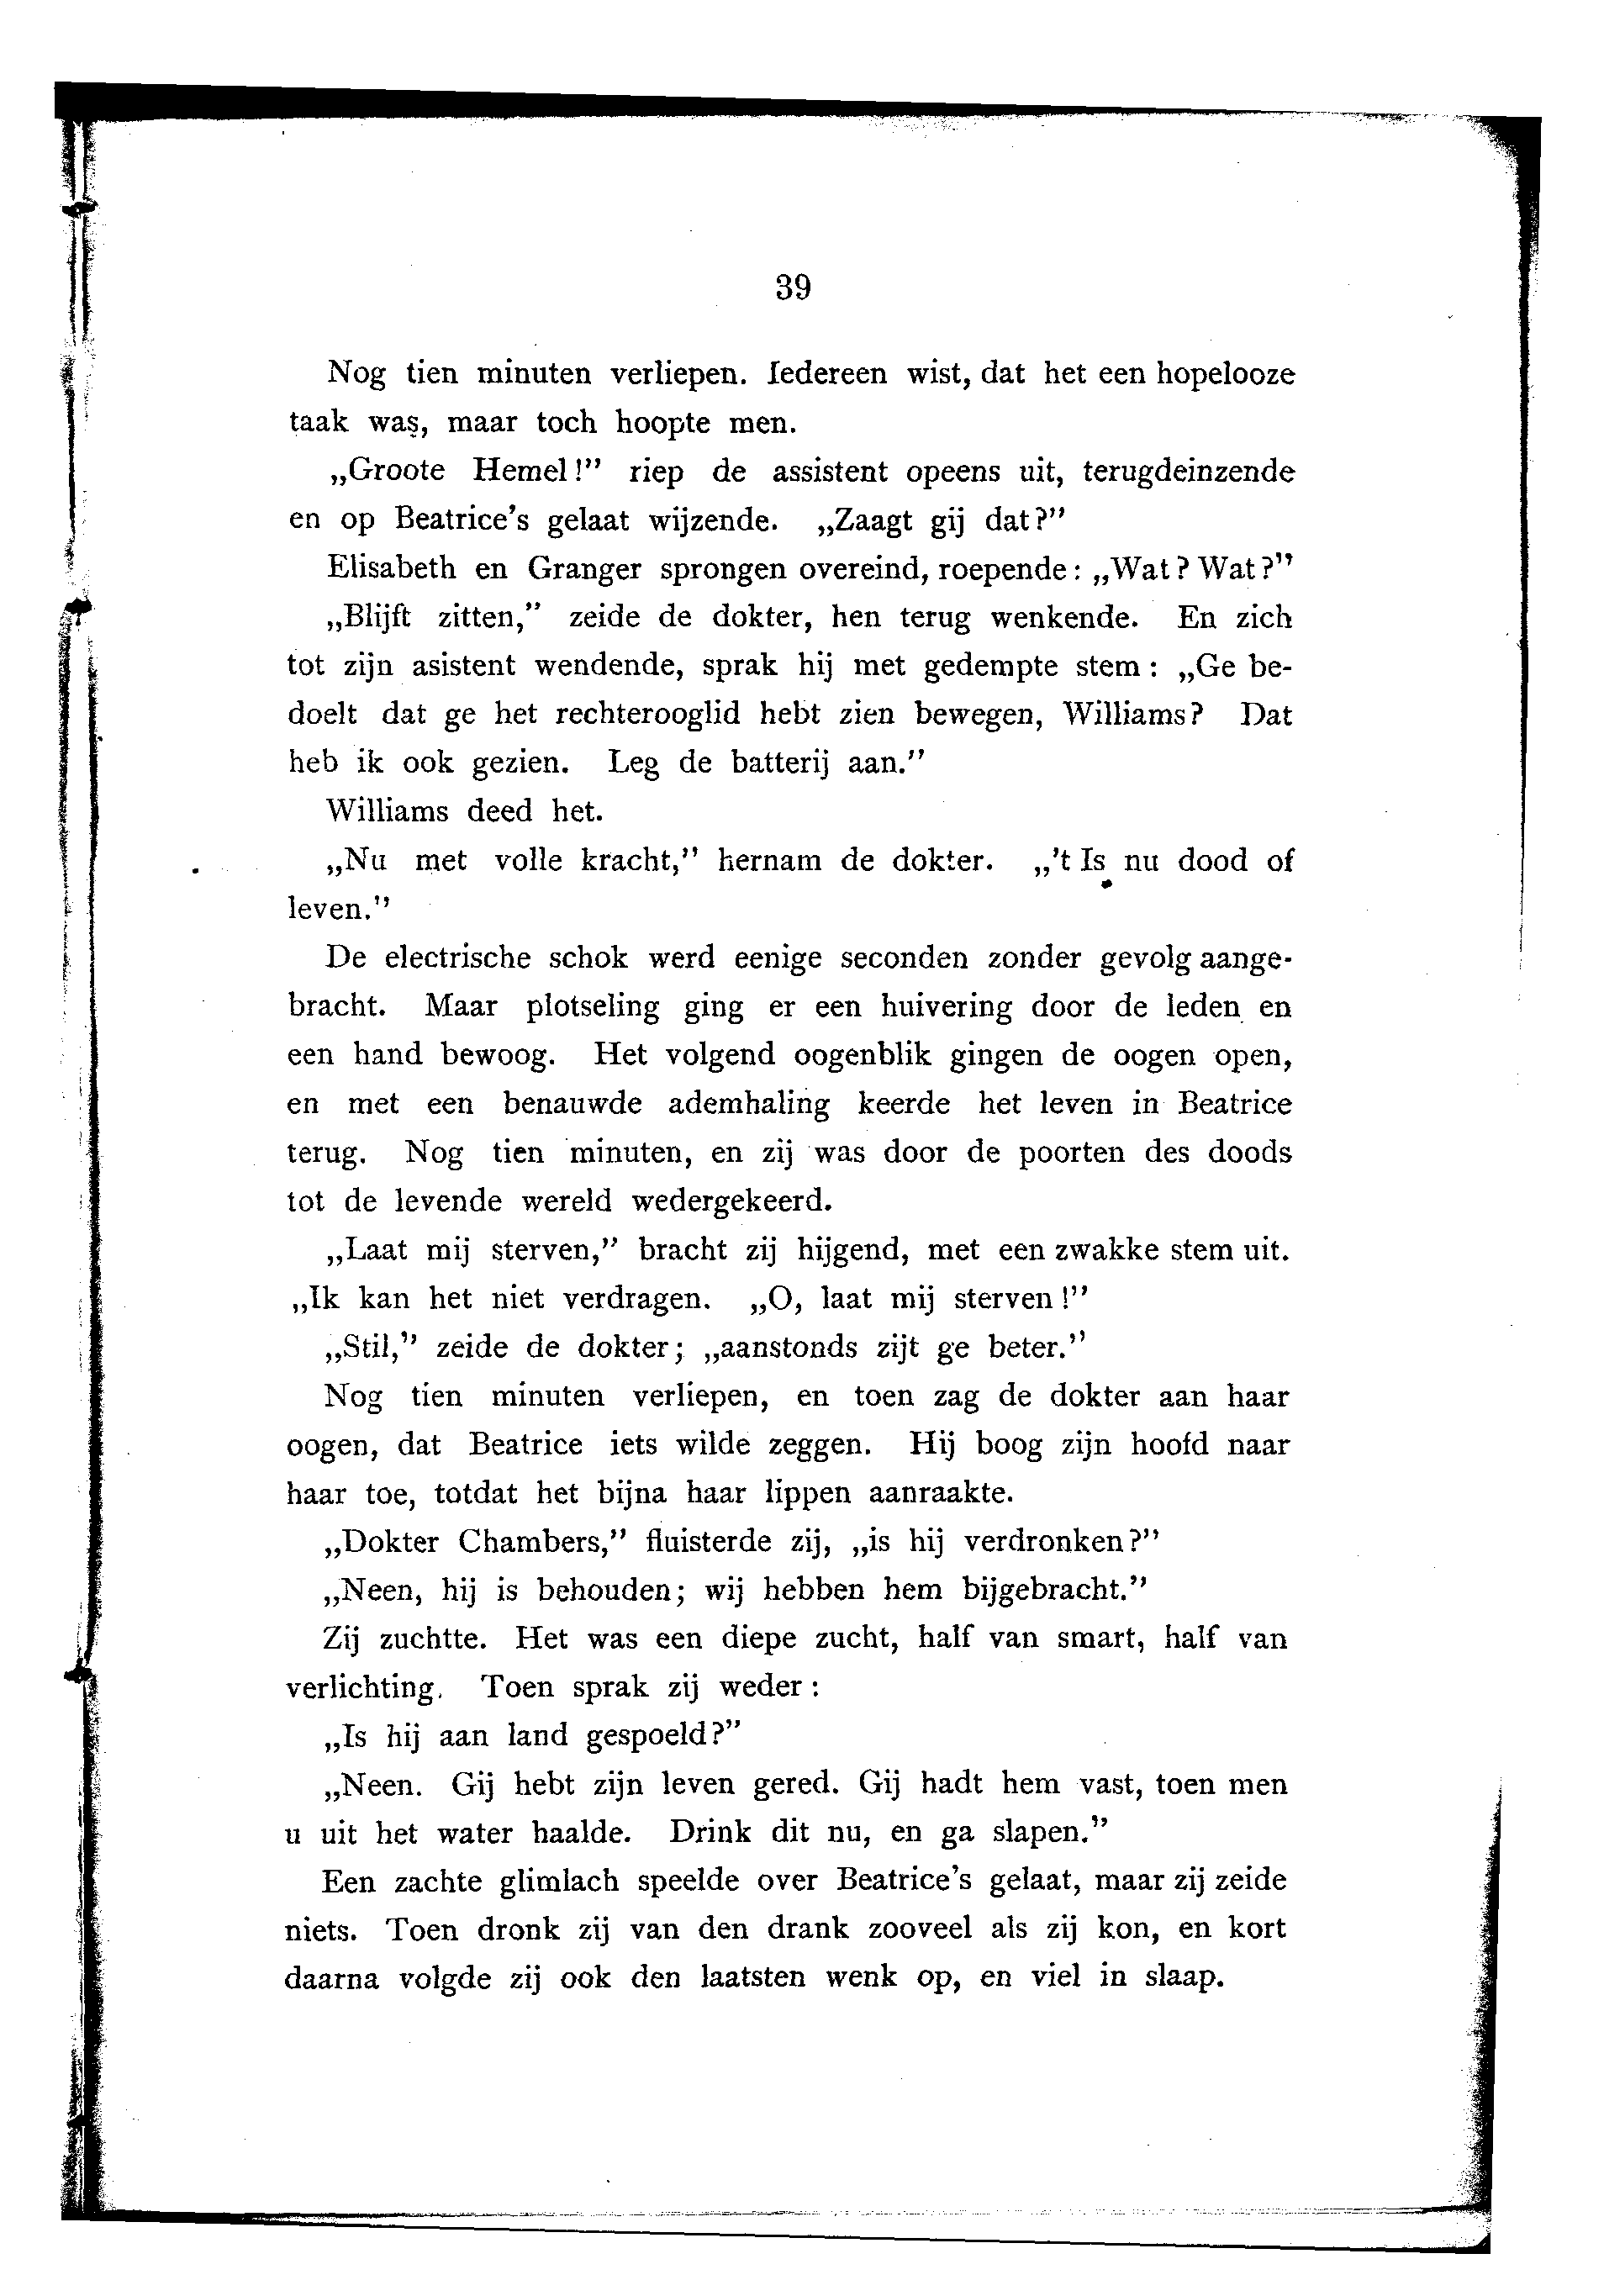 39
Nog tien minuten verliepen. Iedereen wist, dat het een hopelooze
taak was, maar toch hoopte men.
„Groote Hemel!” riep de assistent opeens uit, terugdeinzende
en op Beatrice's gelaat wijzende. „Zaagt gij dat?”
Elisabeth en Granger sprongen overeind, roepende: „Wat? Wat?”
„Blijft zitten,” zeide de dokter, hen terug wenkende. En zich
tot zijn asistent wendende, sprak hij met gedempte stem: „Ge be-
doelt dat ge het rechterooglid hebt zien bewegen, Williams? Dat
heb ik ook gezien. Leg de batterij aan.”
Williams deed het.
„Nu met volle kracht,” hernam de dokter. „'t Is nu dood of
leven.”
De electrische schok werd eenige seconden zonder gevolg aange-
bracht. Maar plotseling ging er een huivering door de leden en
een hand bewoog. Het volgend oogenblik gingen de oogen open,
en met een benauwde ademhaling keerde het leven in Beatrice
terug. Nog tien minuten, en zij was door de poorten des doods
tot de levende wereld wedergekeerd.
„Laat mij sterven,” bracht zij hijgend, met een zwakke stem uit.
„Ik kan het niet verdragen. „O, laat mij sterven!”
„Stil,” zeide de dokter; „aanstonds zijt ge beter.”
Nog tien minuten verliepen, en toen zag de dokter aan haar
oogen, dat Beatrice iets wilde zeggen. Hij boog zijn hoofd naar
haar toe, totdat het bijna haar lippen aanraakte.
„Dokter Chambers,” fluisterde zij, „is hij verdronken?”
„Neen, hij is behouden; wij hebben hem bijgebracht.”
Zij zuchtte. Het was een diepe zucht, half van smart, half van
verlichting. Toen sprak zij weder:
„Is hij aan land gespoeld?”
„Neen. Gij hebt zijn leven gered. Gij hadt hem vast, toen men
u uit het water haalde. Drink dit nu, en ga slapen.”
Een zachte glimlach speelde over Beatrice's gelaat, maar zij zeide
niets. Toen dronk zij van den drank zooveel als zij kon, en kort
daarna volgde zij ook den laatsten wenk op, en viel in slaap.